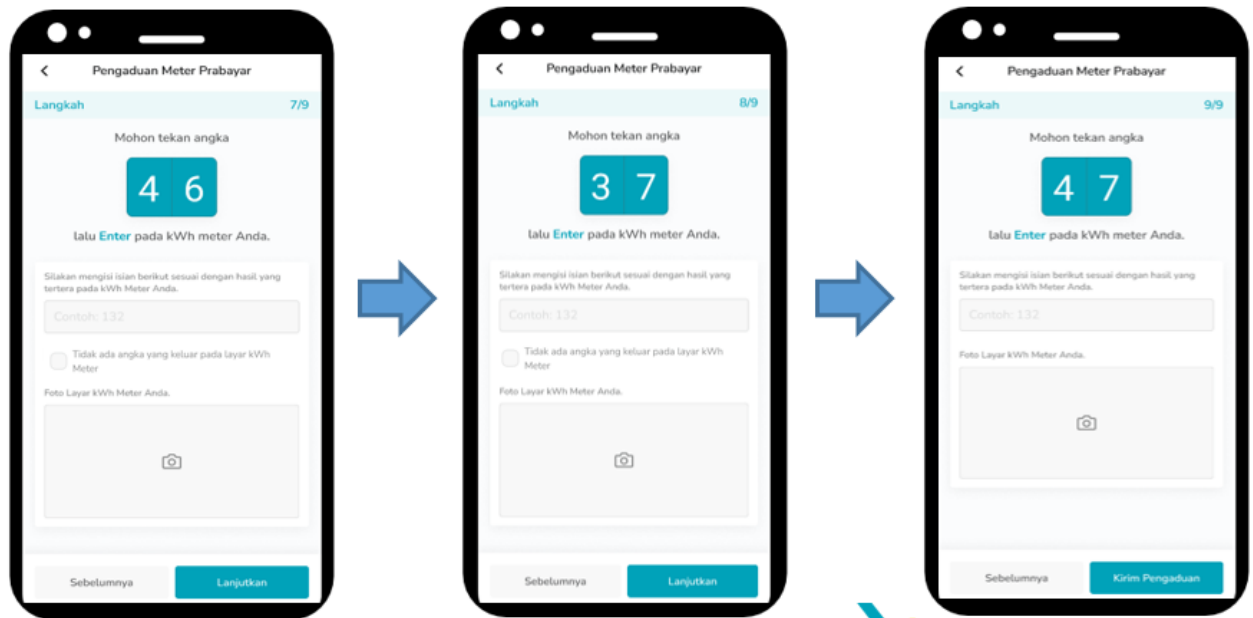 Pengaduan Meter Prabayar
Langkah 7/9
Mohon tekan angka
4 6
lalu Enter pada kWh meter Anda.
Silakan mengisi isian berikut sesuai dengan hasil yang
tertera pada kWh Meter Anda.
Contoh: 132
Tidak ada angka yang keluar pada layar kWh
Meter
Foto Layar kWh Meter Anda.
Sebelumnya
Lanjutkan
Pengaduan Meter Prabayar
Langkah 8/9
Mohon tekan angka
3 7
lalu Enter pada kWh meter Anda.
Silakan mengisi isian berikut sesuai dengan hasil yang
tertera pada kWh Meter Anda.
Contoh: 132
Tidak ada angka yang keluar pada layar kWh
Meter
Foto Layar kWh Meter Anda.
Sebelumnya
Lanjutkan
Pengaduan Meter Prabayar
Langkah 9/9
Mohon tekan angka
4 7
lalu Enter pada kWh meter Anda.
Silakan mengisi isian berikut sesuai dengan hasil yang
tertera pada kWh Meter Anda.
Contoh: 132
Foto Layar kWh Meter Anda.
Sebelumnya
Kirim Pengaduan